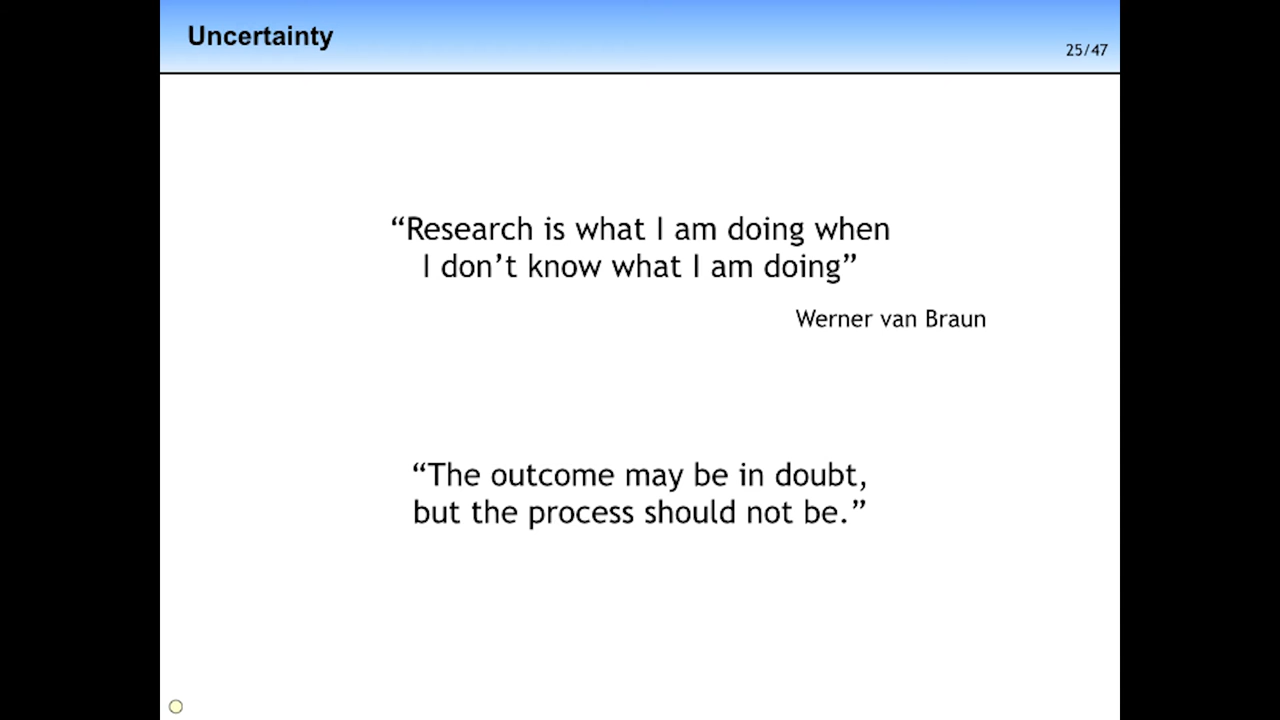 Uncertainty
25/47
“Research is what I am doing when
I don’t know what I am doing”
Werner van Braun
“The outcome may be in doubt,
but the process should not be.”